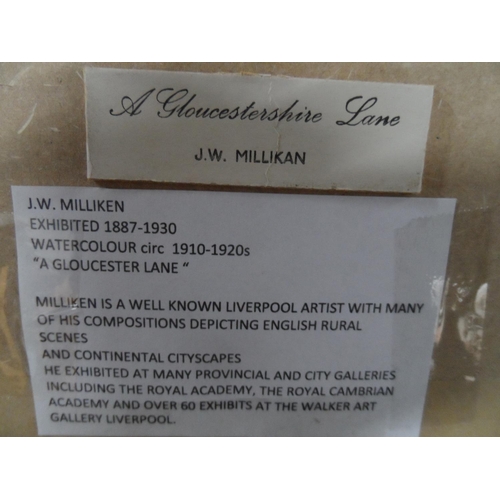 A Gloucestershire Lane
J.W. MILLIKAN
J.W. MILLIKEN
EXHIBITED 1887-1930
WATERCOLOUR circ 1910-1920s
"A GLOUCESTER LANE "
MILLIKEN IS A WELL KNOWN LIVERPOOL ARTIST WITH MANY
OF HIS COMPOSITIONS DEPICTING ENGLISH RURAL
SCENES
AND CONTINENTAL CITYSCAPES
HE EXHIBITED AT MANY PROVINCIAL AND CITY GALLERIES
INCLUDING THE ROYAL ACADEMY, THE ROYAL CAMBRIAN
ACADEMY AND OVER 60 EXHIBITS AT THE WALKER ART
GALLERY LIVERPOOL.